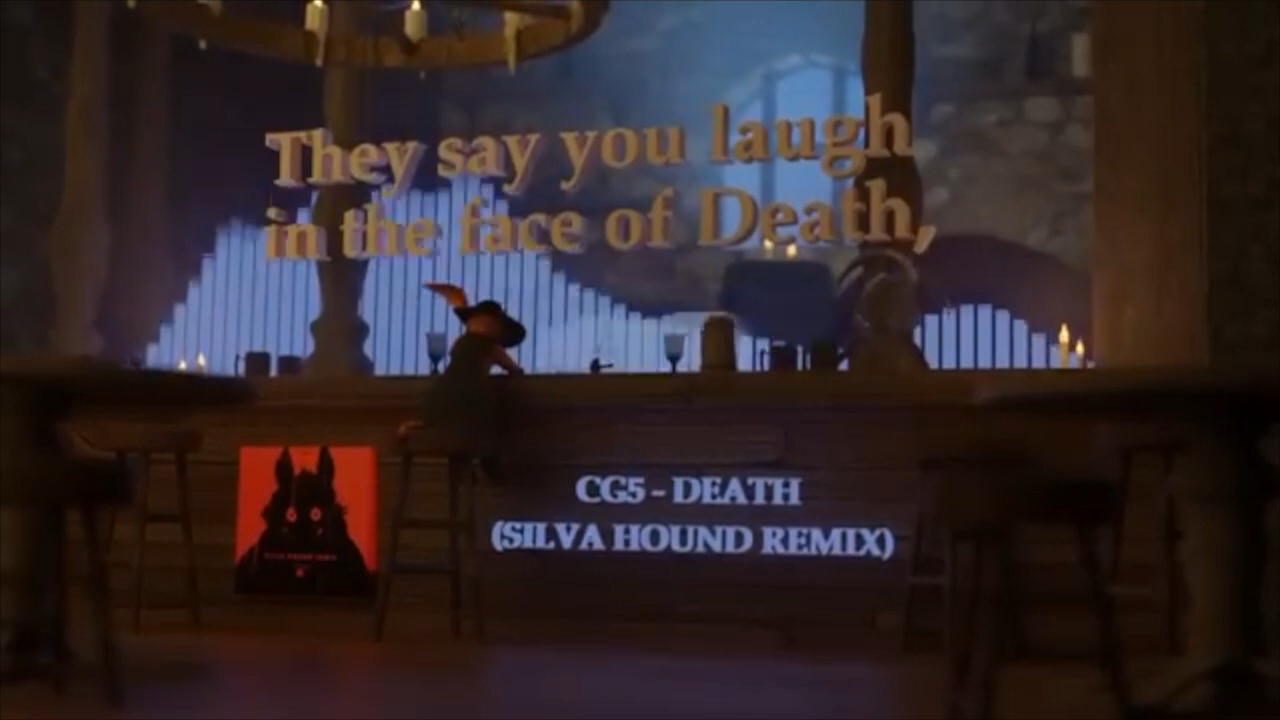 They say you laugh
in the face of Death,
CG5 - DEATH
(SILVA HOUND REMIX)